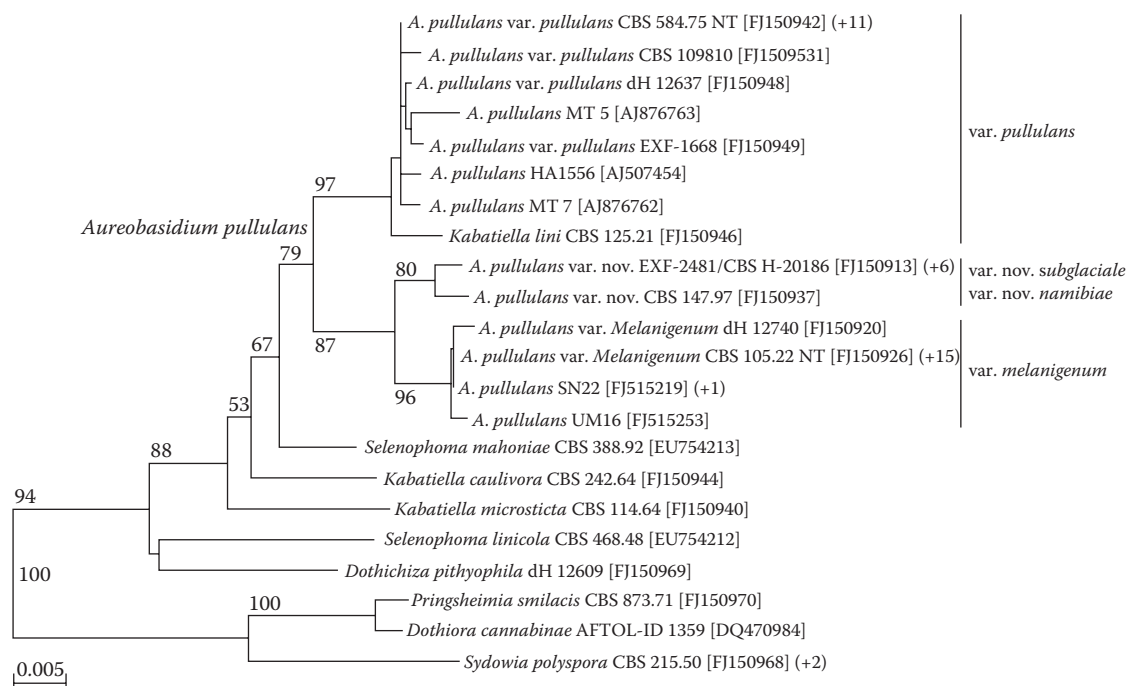 A. pullulans var. pullulans CBS 584.75 NT [FJ150942] (+11)
A. pullulans var. pullulans CBS 109810 [FJ1509531]
A. pullulans var. pullulans dH 12637 [FJ150948]
A. pullulans MT 5 [AJ876763]
var. pullulans
A. pullulans var. pullulans EXF-1668 [FJ150949]
A. pullulans HA1556 [AJ507454]
97
A. pullulans MT 7 [AJ876762]
Aureobasidium pullulans
Kabatiella lini CBS 125.21 [FJ150946]
79
80
A. pullulans var. nov. EXF-2481/CBS H-20186 [FJ150913] (+6)
var. nov. subglaciale
A. pullulans var. nov. CBS 147.97 [FJ150937]
var. nov. namibiae
A. pullulans var. Melanigenum dH 12740 [FJ150920]
87
67
A. pullulans var. Melanigenum CBS 105.22 NT [FJ150926] (+15)
var. melanigenum
A. pullulans SN22 [FJ515219] (+1)
96
53
A. pullulans UM16 [FJ515253]
Selenophoma mahoniae CBS 388.92 [EU754213]
88
Kabatiella caulivora CBS 242.64 [FJ150944]
94
Kabatiella microsticta CBS 114.64 [FJ150940]
Selenophoma linicola CBS 468.48 [EU754212]
100
Dothichiza pithyophila dH 12609 [FJ150969]
100
Pringsheimia smilacis CBS 873.71 [FJ150970]
Dothiora cannabinae AFTOL-ID 1359 [DQ470984]
Sydowia polyspora CBS 215.50 [FJ150968] (+2)
0.005